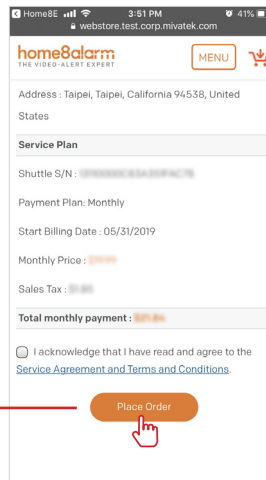 Home8E 3:51 PM 41%
webstore.test.corp.mivatek.com
home8alarm
THE VIDEO-ALERT EXPERT
MENU
Address : Taipei, Taipei, California 94538, United
States
Service Plan
Shuttle S/N :
Payment Plan: Monthly
Start Billing Date : 05/31/2019
Monthly Price :
Sales Tax :
Total monthly payment :
I acknowledge that I have read and agree to the
Service Agreement and Terms and Conditions.
Place Order